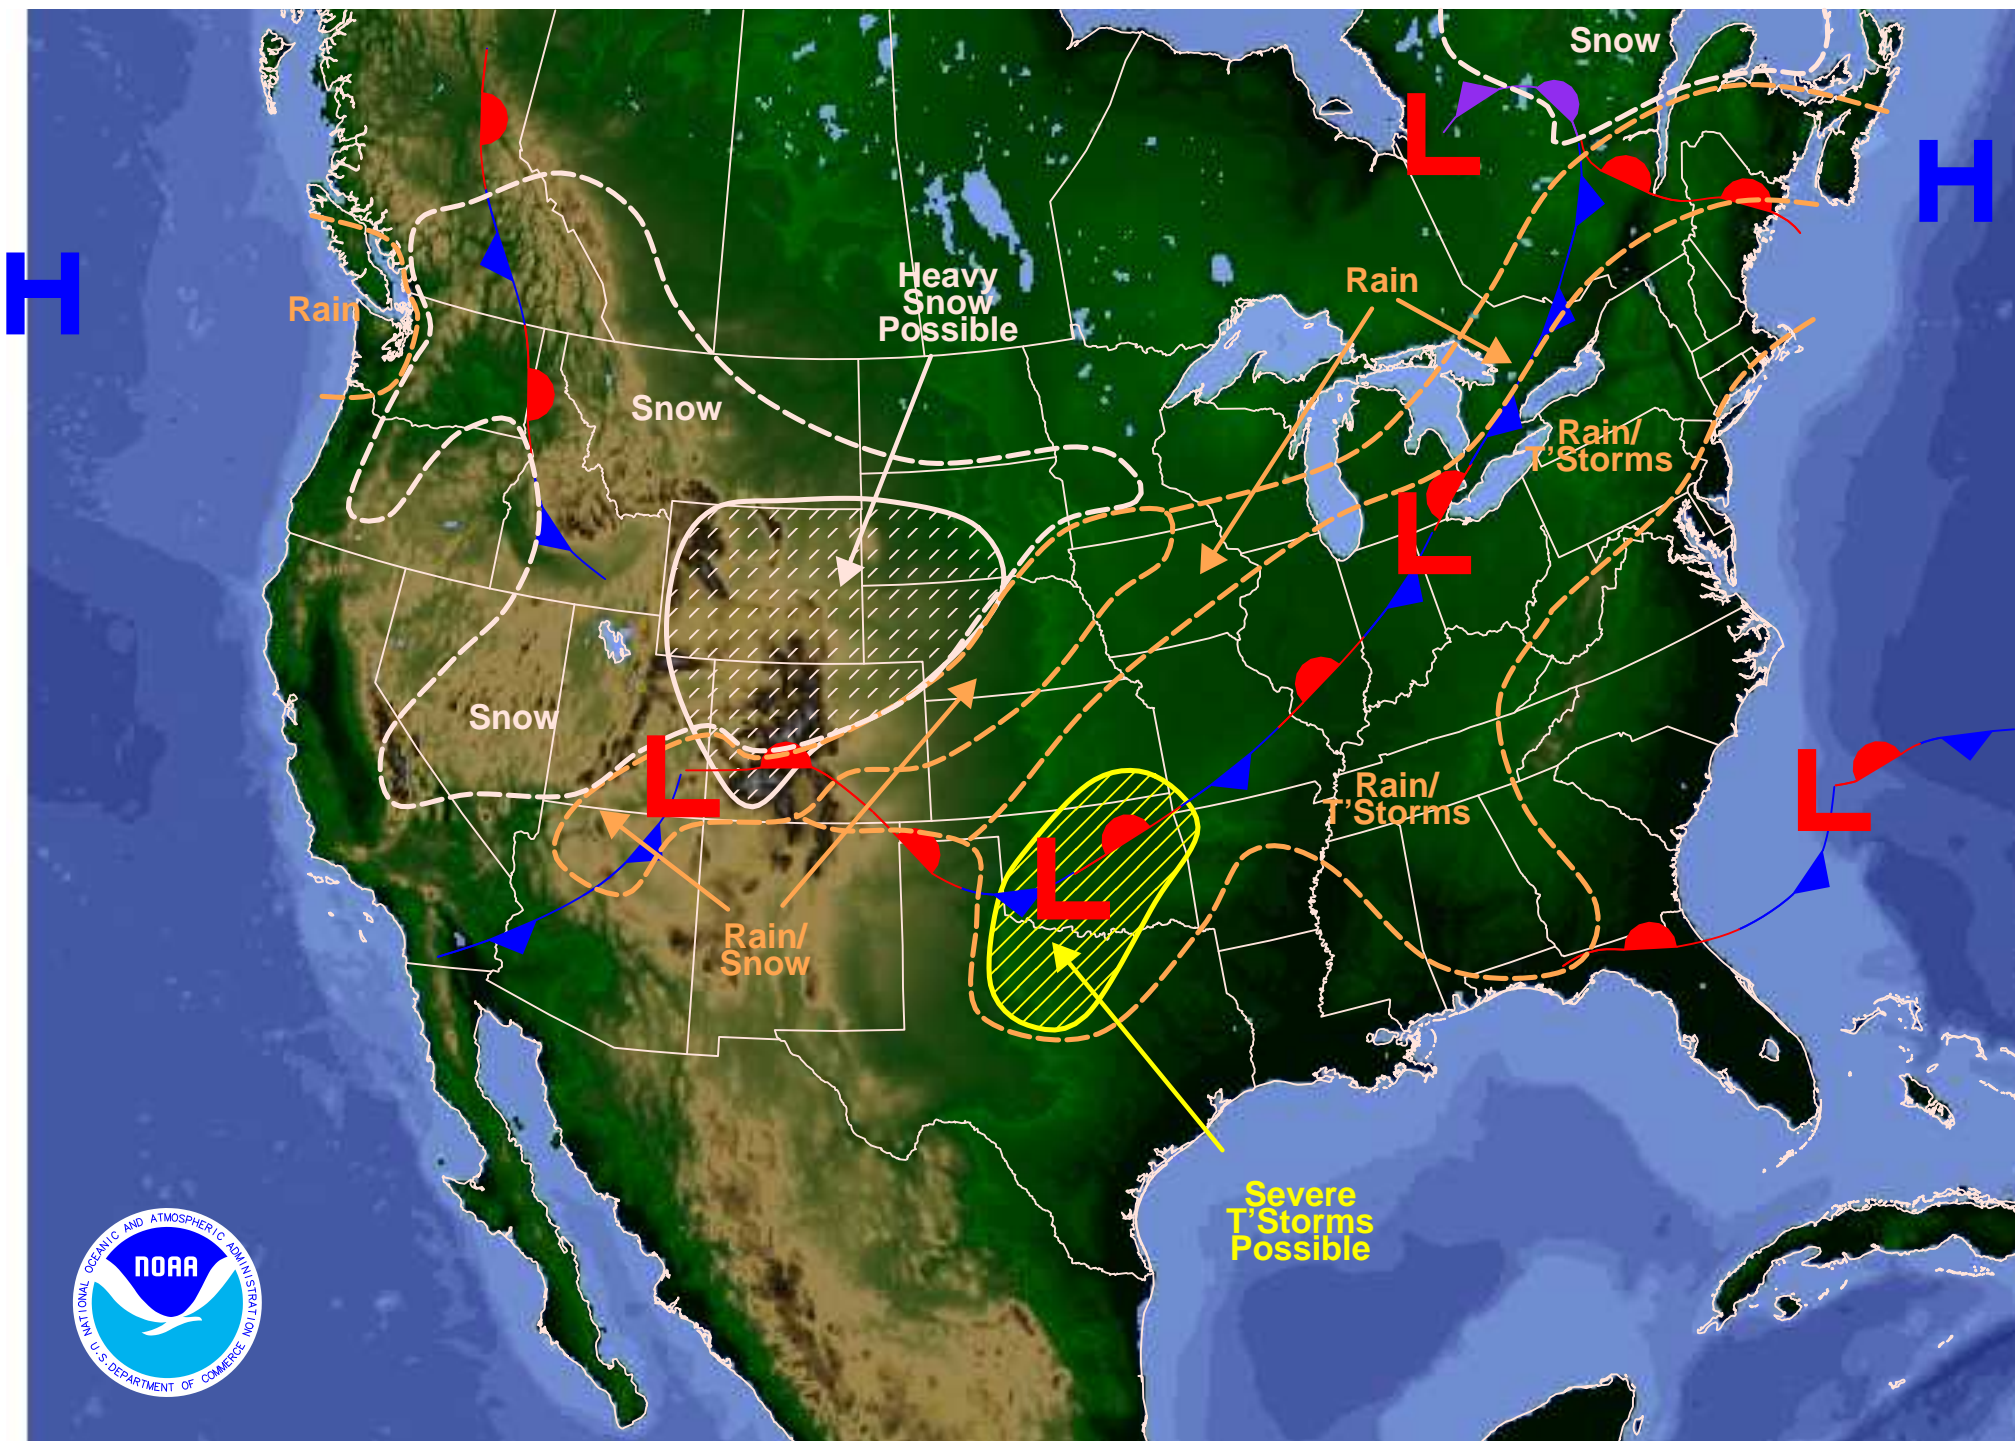 Snow
H
L
H
Heavy
Snow
Possible
Rain
Rain
Snow
Rain/
T'Storms
L
Snow
L
Rain/
T'Storms
L
L
Rain/
Snow
Severe
T'Storms
Possible
NATIONAL OCEANIC AND ATMOSPHERIC ADMINISTRATION
NOAA
U.S. DEPARTMENT OF COMMERCE